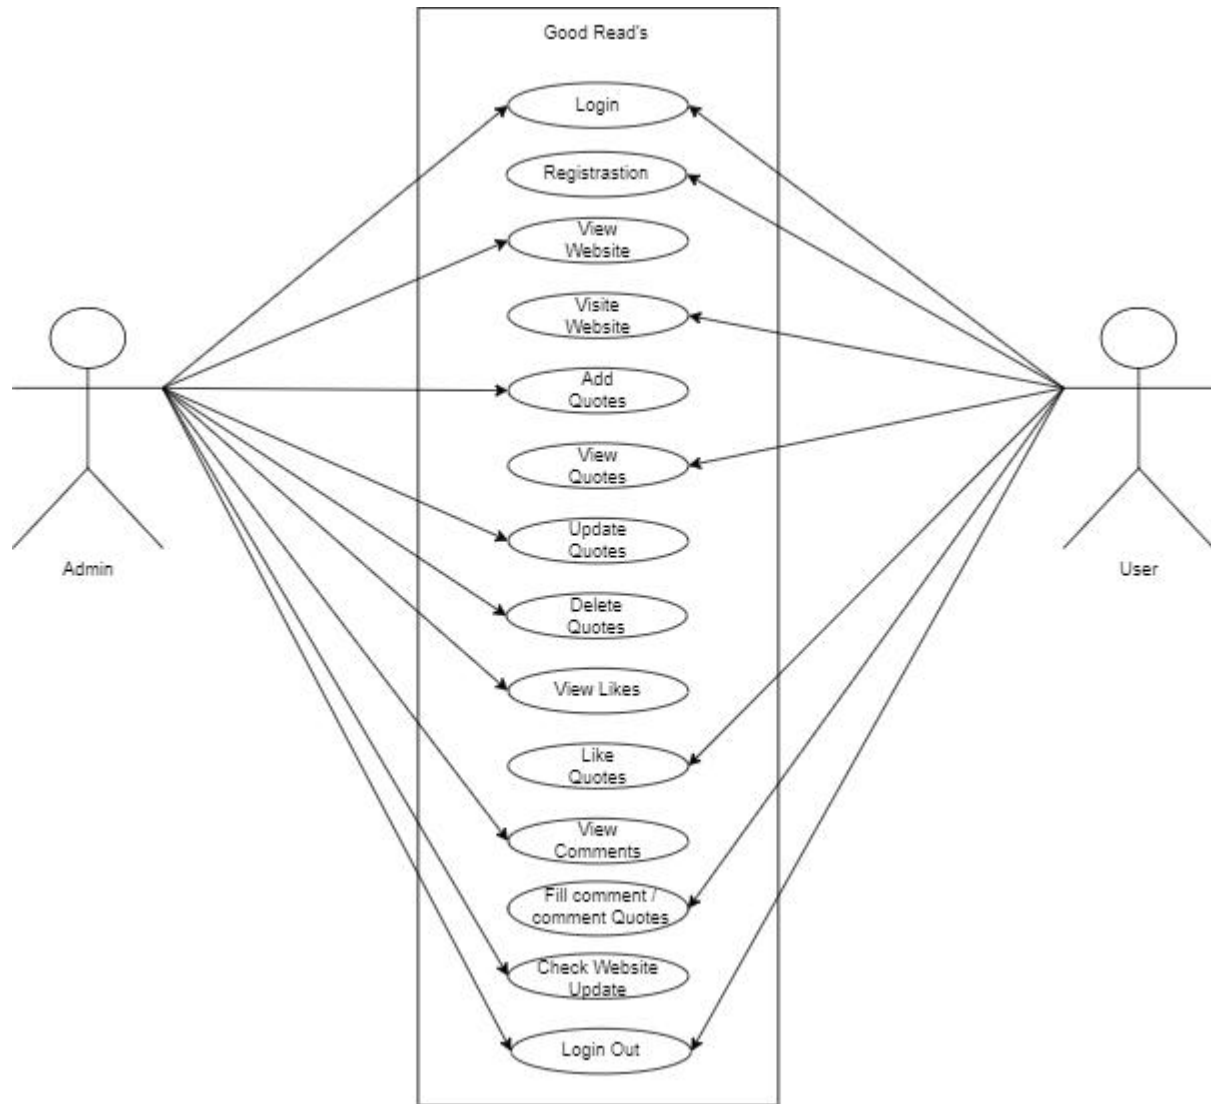 Good Read's
Login
Registrastion
View
Website
Visite
Website
Add
Quotes
View
Quotes
Update
Quotes
Admin
User
Delete
Quotes
View Likes
Like
Quotes
View
Comments
Fill comment /
comment Quotes
Check Website
Update
Login Out